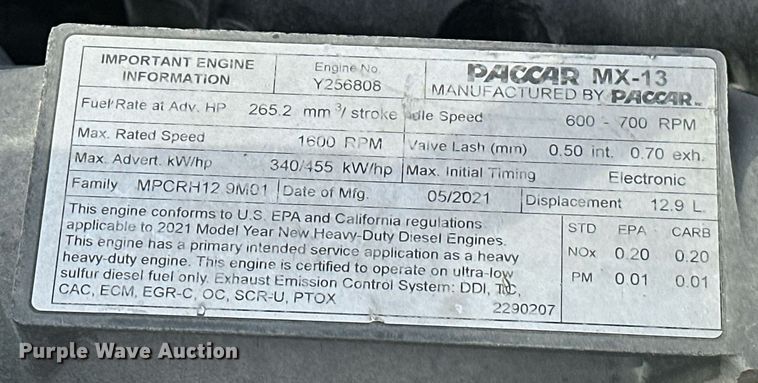 IMPORTANT ENGINE
INFORMATION
Engine No.
Y256808
PACCAR MX-13
MANUFACTURED BY PACCAR
Fuel Rate at Adv. HP 265.2 mm³/ stroke
Idle Speed 600 - 700 RPM
Max. Rated Speed 1600 RPM
Valve Lash (mm) 0.50 int. 0.70 exh.
Max. Advert. kW/hp 340/455 kW/hp
Max. Initial Timing Electronic
Family MPCRH12.9M01
Date of Mfg. 05/2021
Displacement 12.9 L
This engine conforms to U.S. EPA and California regulations
applicable to 2021 Model Year New Heavy-Duty Diesel Engines.
This engine has a primary intended service application as a heavy
heavy-duty engine. This engine is certified to operate on ultra-low
sulfur diesel fuel only. Exhaust Emission Control System: DDI, TC,
CAC, ECM, EGR-C, OC, SCR-U, PTOX
2290207
STD EPA CARB
NOx 0.20 0.20
PM 0.01 0.01
Purple Wave Auction